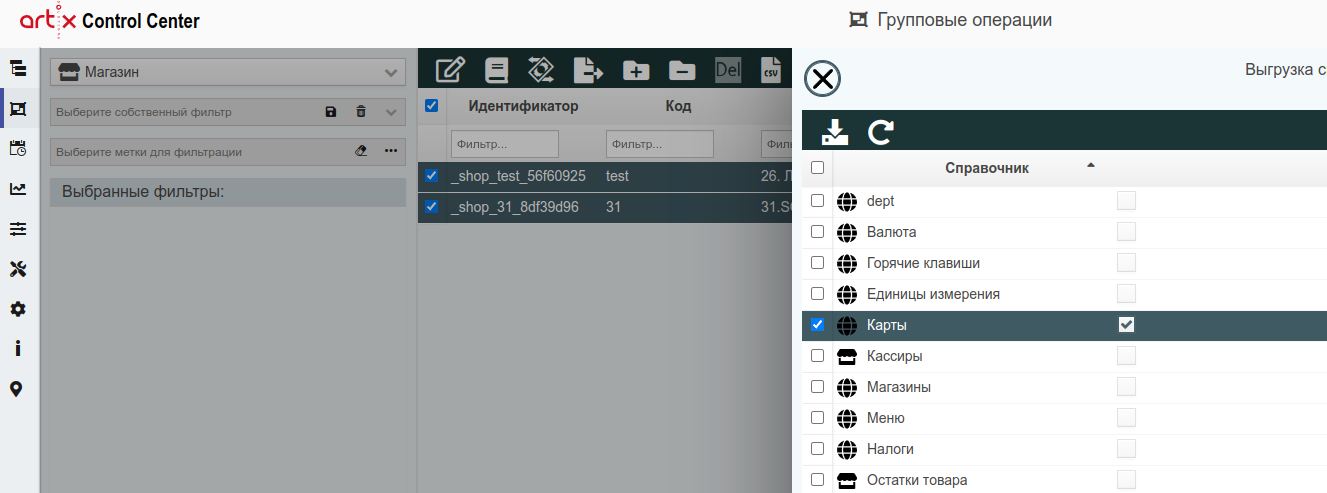 artix Control Center
Групповые операции
Магазин
Выгрузка с
Выберите собственный фильтр
Del
csv
Идентификатор Код
Выберите метки для фильтрации
Фильтр... Фильтр... Фил
Справочник
_shop_test_56f60925 test 26. Л
Выбранные фильтры:
_shop_31_8df39d96 31 31.S
dept
Валюта
Горячие клавиши
Единицы измерения
Карты
Кассиры
Магазины
Меню
Налоги
Остатки товара